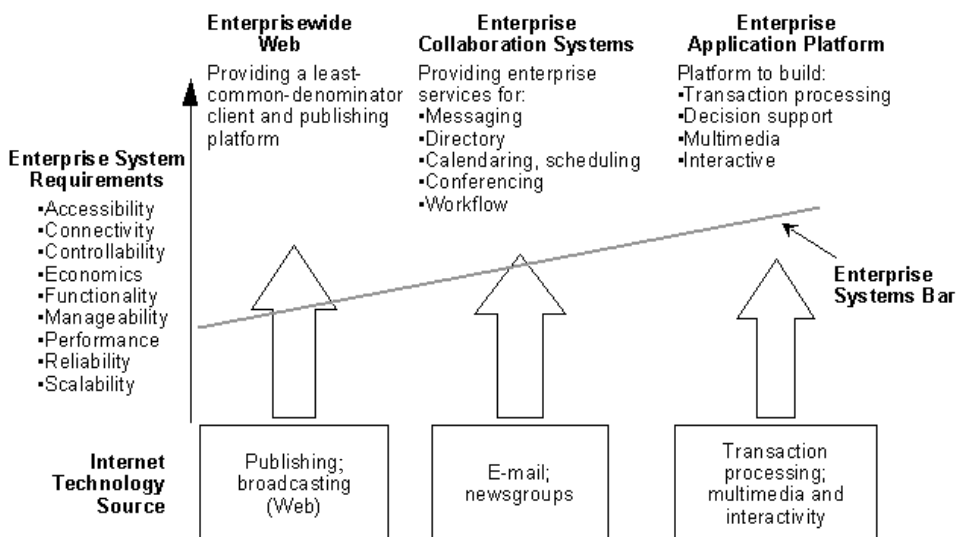 Enterprisewide
Web
Providing a least-
common-denominator
client and publishing
platform
Enterprise
Collaboration Systems
Providing enterprise
services for:
▪Messaging
▪Directory
▪Calendaring, scheduling
▪Conferencing
▪Workflow
Enterprise
Application Platform
Platform to build:
▪Transaction processing
▪Decision support
▪Multimedia
▪Interactive
Enterprise System
Requirements
▪Accessibility
▪Connectivity
▪Controllability
▪Economics
▪Functionality
▪Manageability
▪Performance
▪Reliability
▪Scalability
Enterprise
Systems Bar
Internet
Technology
Source
Publishing;
broadcasting
(Web)
E-mail;
newsgroups
Transaction
processing;
multimedia and
interactivity